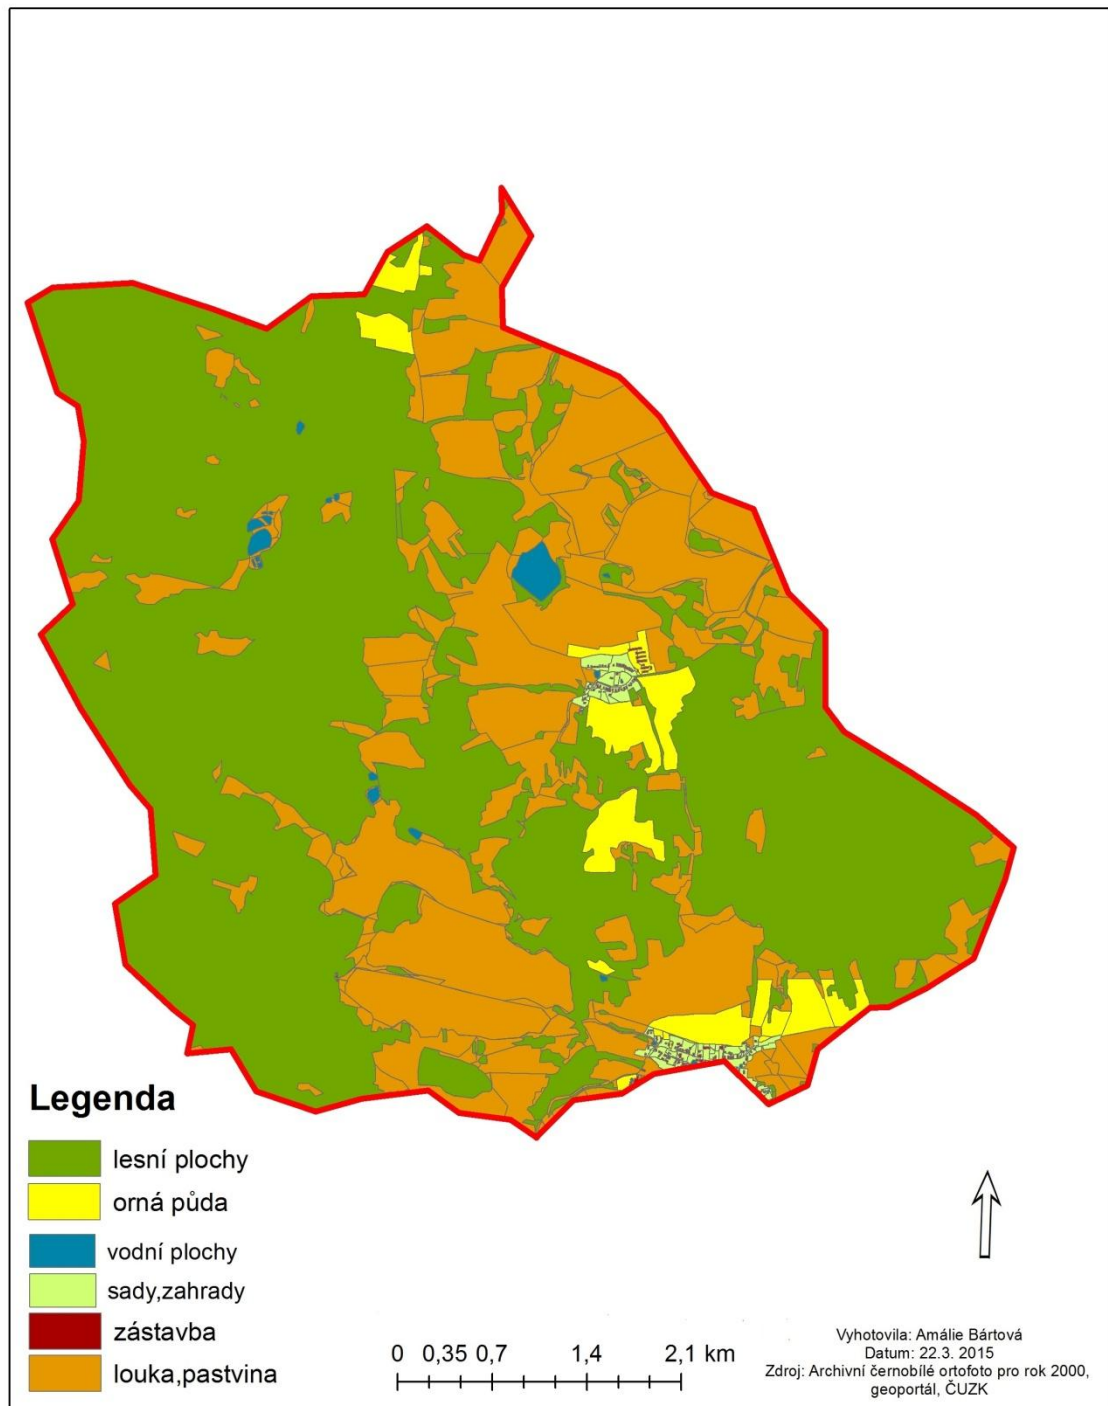 Legenda
lesní plochy
orná půda
vodní plochy
sady,zahrady
zástavba
louka,pastvina
0 0,35 0,7 1,4 2,1 km
Vyhotovila: Amálie Bártová
Datum: 22.3. 2015
Zdroj: Archivní černobílé ortofoto pro rok 2000,
geoportál, ČUZK